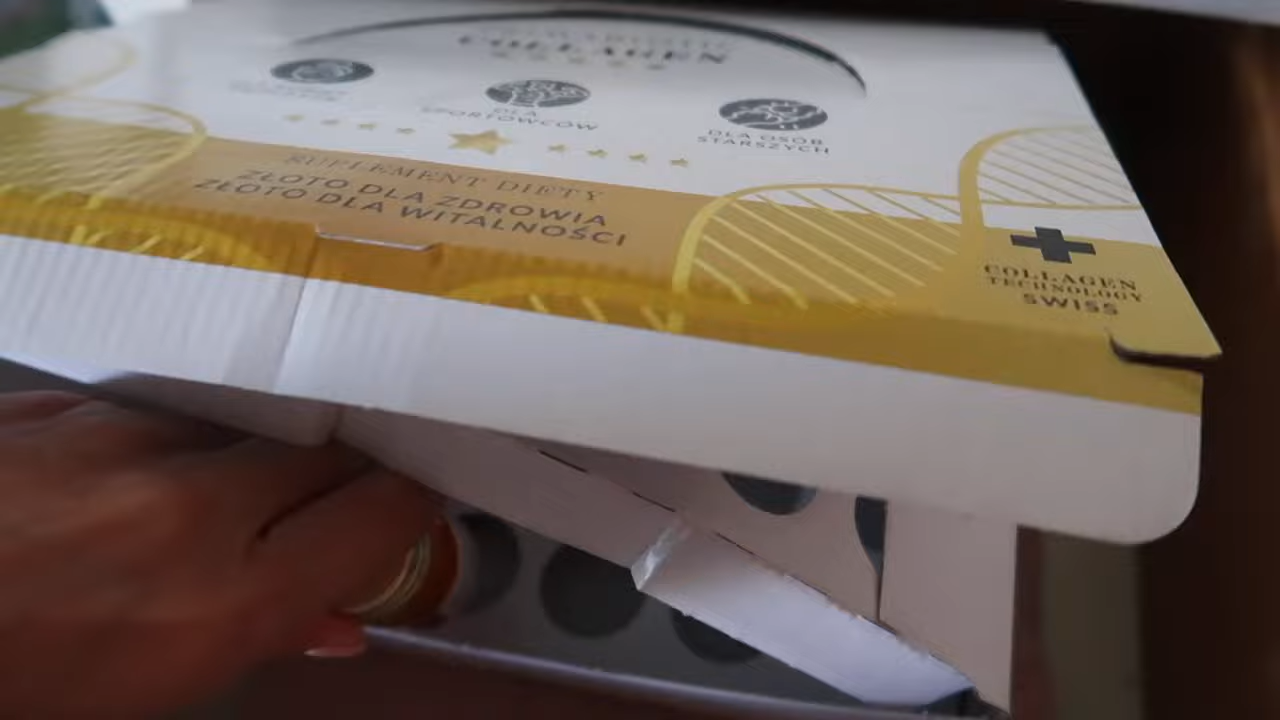 COLLAGEN
DLA
SPORTOWCÓW
DLA OSÓB
STARSZYCH
SUPLEMENT DIETY
ZŁOTO DLA ZDROWIA
ZŁOTO DLA WITALNOŚCI
COLLAGEN
TECHNOLOGY
SWISS